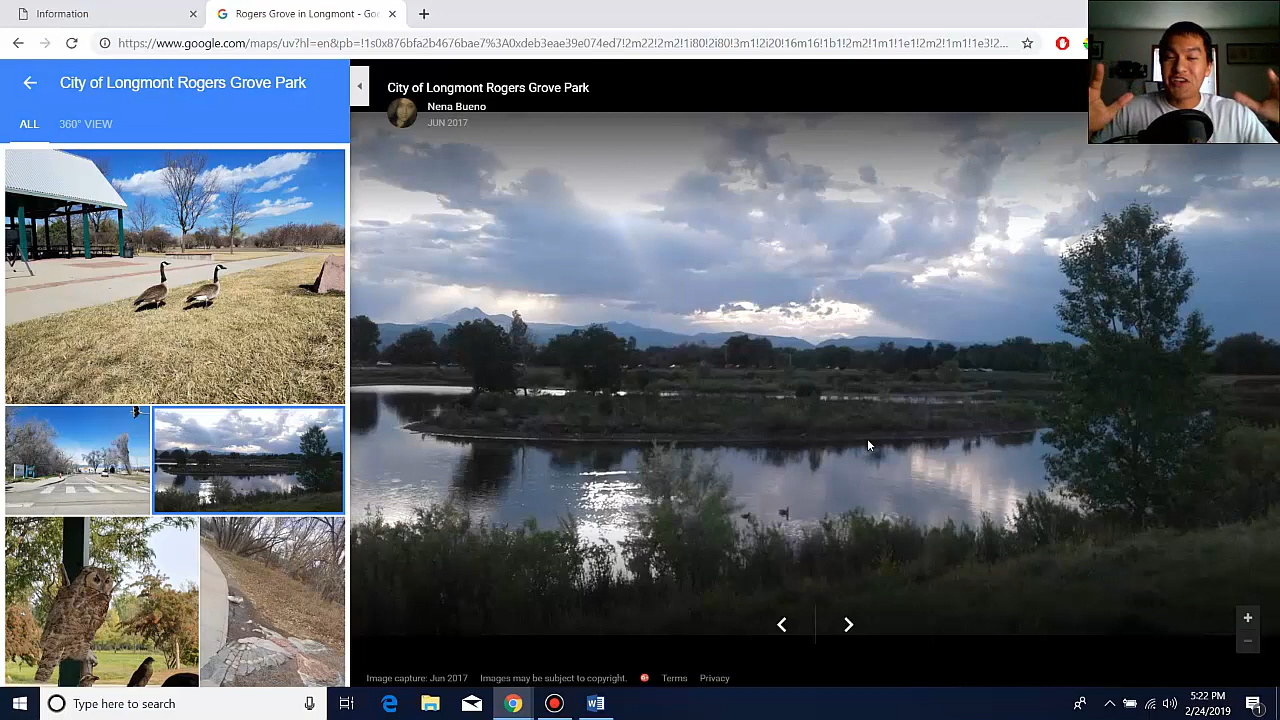 Information
Rogers Grove in Longmont - Goo
https://www.google.com/maps/uv?hl=en&pb=!1s0x876bfa2b4676bae7%3A0xdeb3eae39e074ed7!2m22!2m2!1i80!2i80!3m1!2i20!16m16!1b1!2m2!1m1!1e1!2m2!1m1!1e3!2...
City of Longmont Rogers Grove Park
ALL
360° VIEW
City of Longmont Rogers Grove Park
Nena Bueno
JUN 2017
Image capture: Jun 2017
Images may be subject to copyright.
Terms
Privacy
Type here to search
5:22 PM
2/24/2019